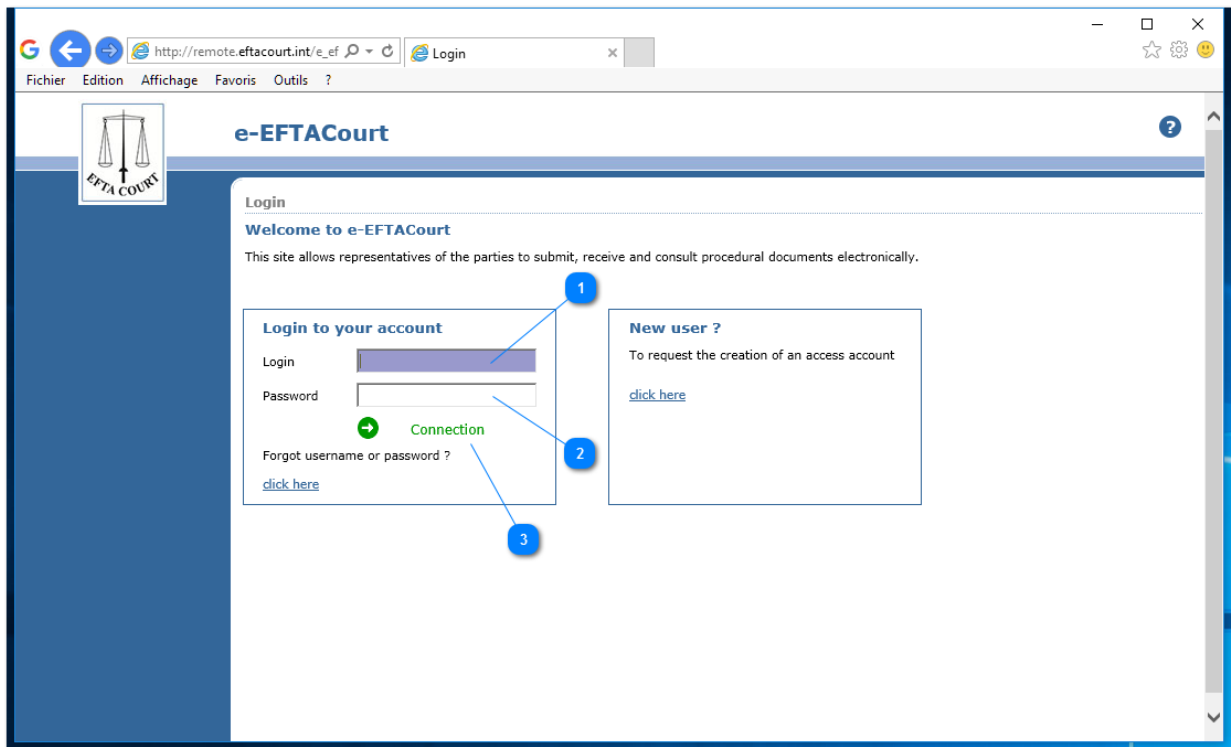 http://remote.eftacourt.int/e_ef
Login
Fichier Edition Affichage Favoris Outils ?
EFTA COURT
e-EFTACourt
?
Login
Welcome to e-EFTACourt
This site allows representatives of the parties to submit, receive and consult procedural documents electronically.
1
Login to your account
Login
Password
Connection
2
Forgot username or password ?
click here
3
New user ?
To request the creation of an access account
click here